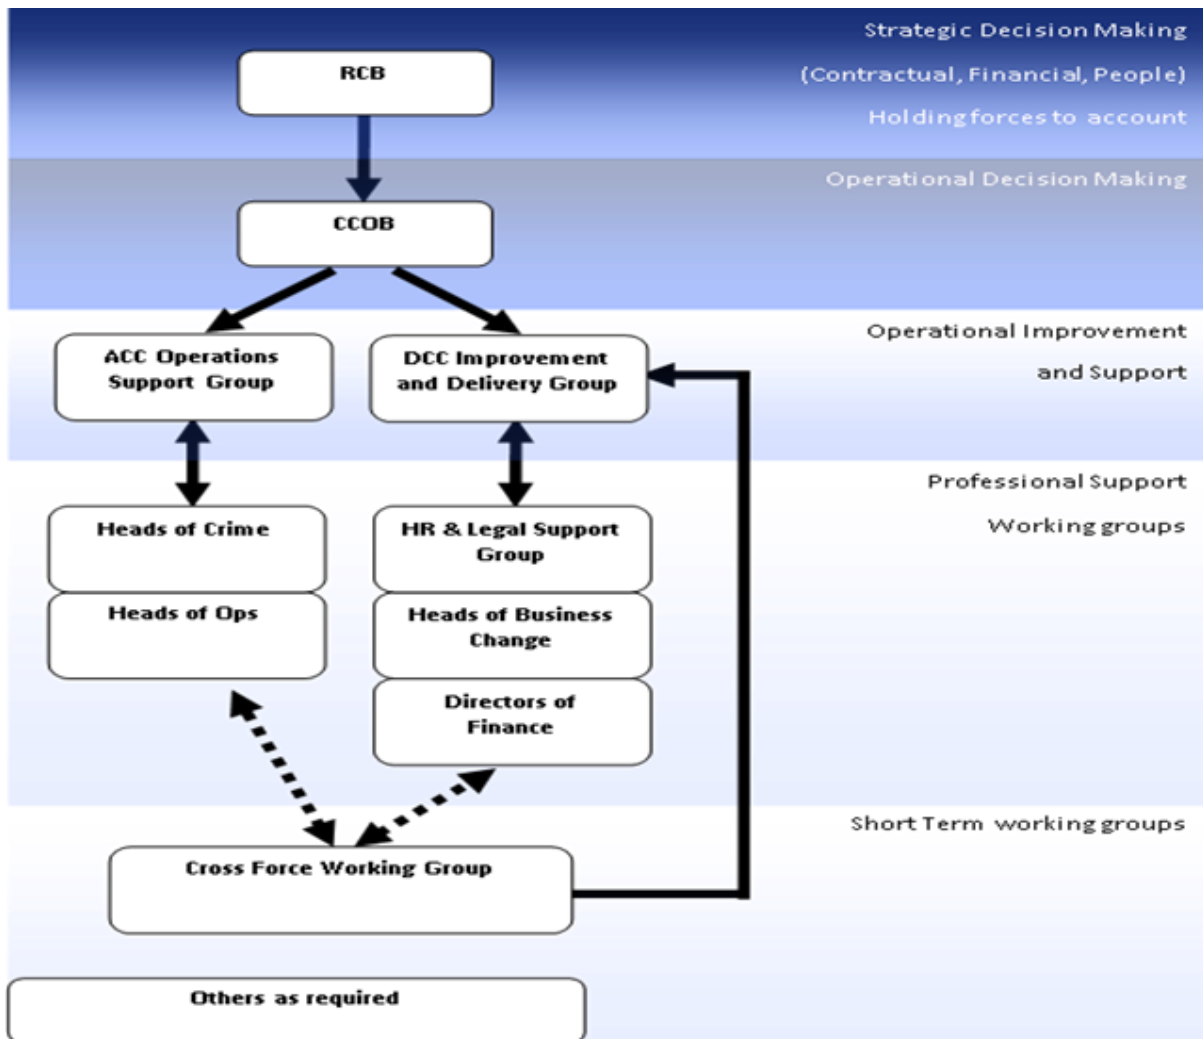 Strategic Decision Making
RCB
(Contractual, Financial, People)
Holding forces to account
Operational Decision Making
CCOB
Operational Improvement
and Support
ACC Operations
Support Group
DCC Improvement
and Delivery Group
Professional Support
Working groups
Heads of Crime
HR & Legal Support
Group
Heads of Ops
Heads of Business
Change
Directors of
Finance
Short Term working groups
Cross Force Working Group
Others as required